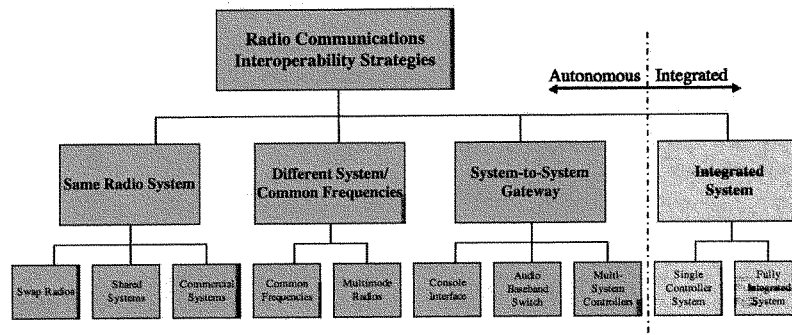 Radio Communications
Interoperability Strategies
Autonomous
Integrated
Same Radio System
Different System/
Common Frequencies
System-to-System
Gateway
Integrated
System
Swap Radios
Shared
Systems
Commercial
Systems
Common
Frequencies
Multimode
Radios
Console
Interface
Audio
Baseband
Switch
Multi-
System
Controllers
Single
Controller
System
Fully
Integrated
System